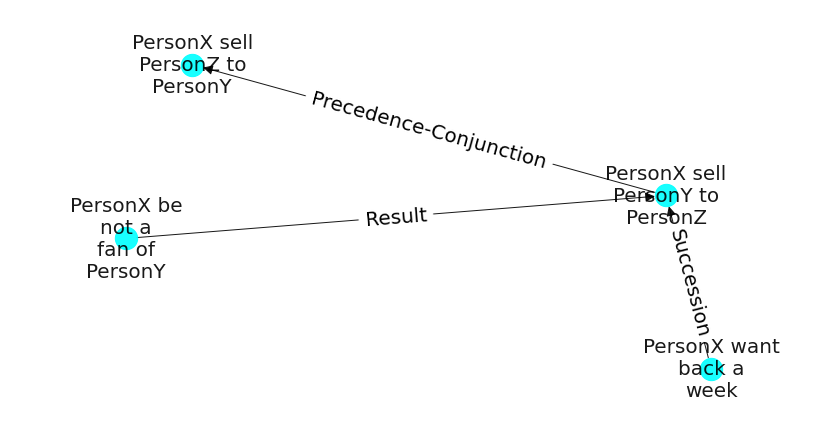 PersonX sell
PersonZ to
PersonY
Precedence-Conjunction
PersonX sell
PersonY to
PersonZ
PersonX be
not a
fan of
PersonY
Result
Succession
PersonX want
back a
week